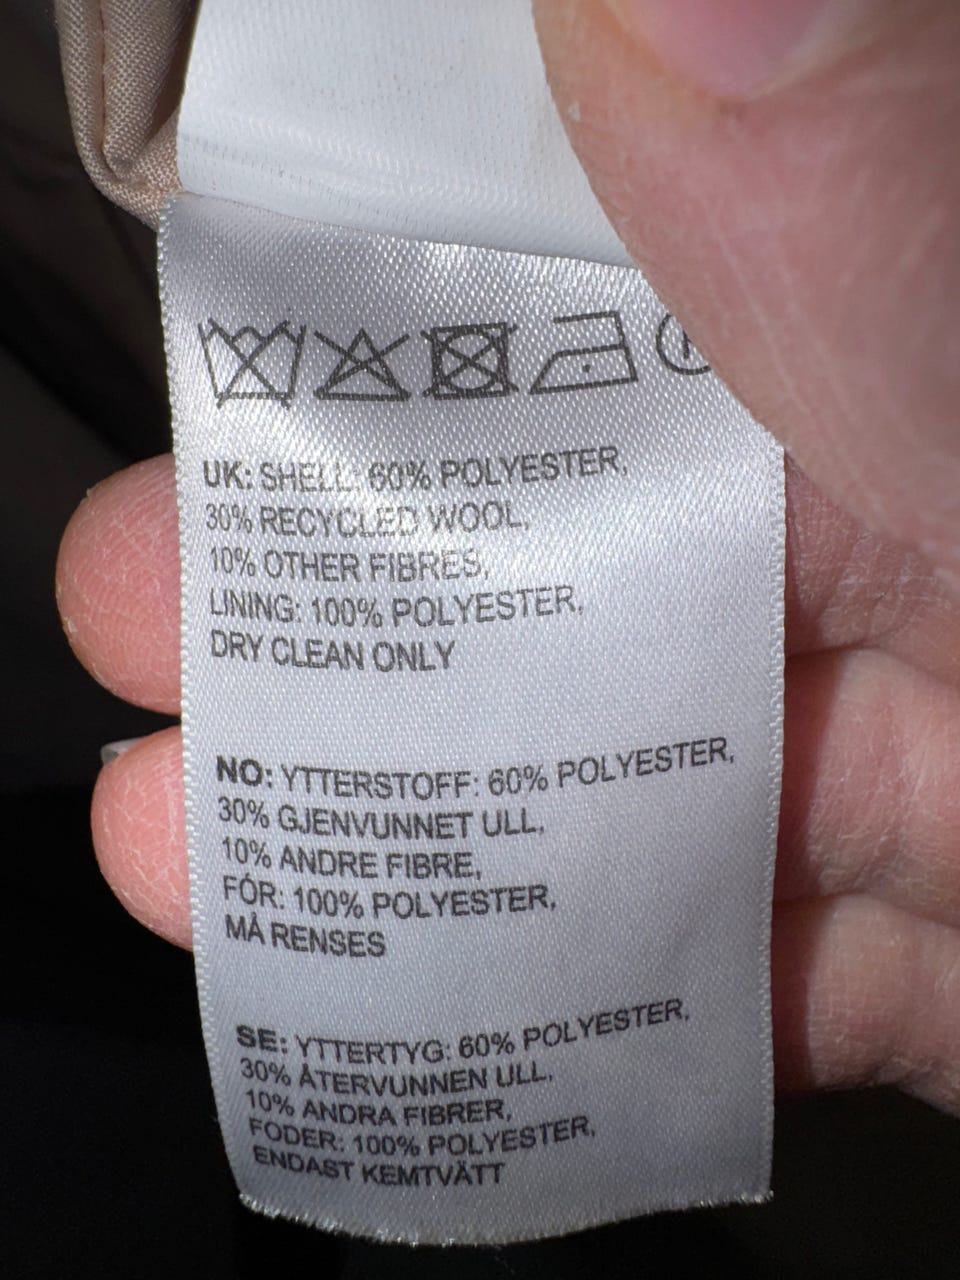 UK: SHELL: 60% POLYESTER,
30% RECYCLED WOOL,
10% OTHER FIBRES,
LINING: 100% POLYESTER,
DRY CLEAN ONLY
NO: YTTERSTOFF: 60% POLYESTER,
30% GJENVUNNET ULL,
10% ANDRE FIBRE,
FÓR: 100% POLYESTER,
MÅ RENSES
SE: YTTERTYG: 60% POLYESTER,
30% ÅTERVUNNEN ULL,
10% ANDRA FIBRER,
FODER: 100% POLYESTER,
ENDAST KEMTVÄTT